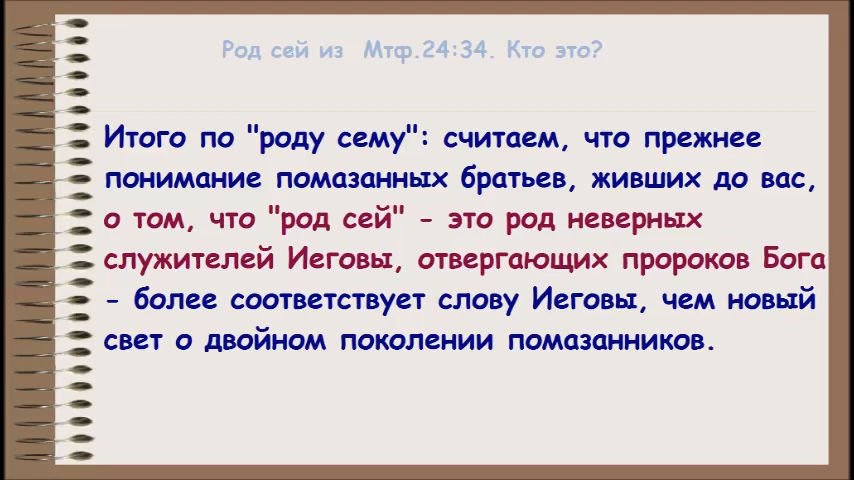 Род сей из Мтф.24:34. Кто это?
Итого по "роду сему": считаем, что прежнее
понимание помазанных братьев, живших до вас,
о том, что "род сей" - это род неверных
служителей Иеговы, отвергающих пророков Бога
- более соответствует слову Иеговы, чем новый
свет о двойном поколении помазанников.